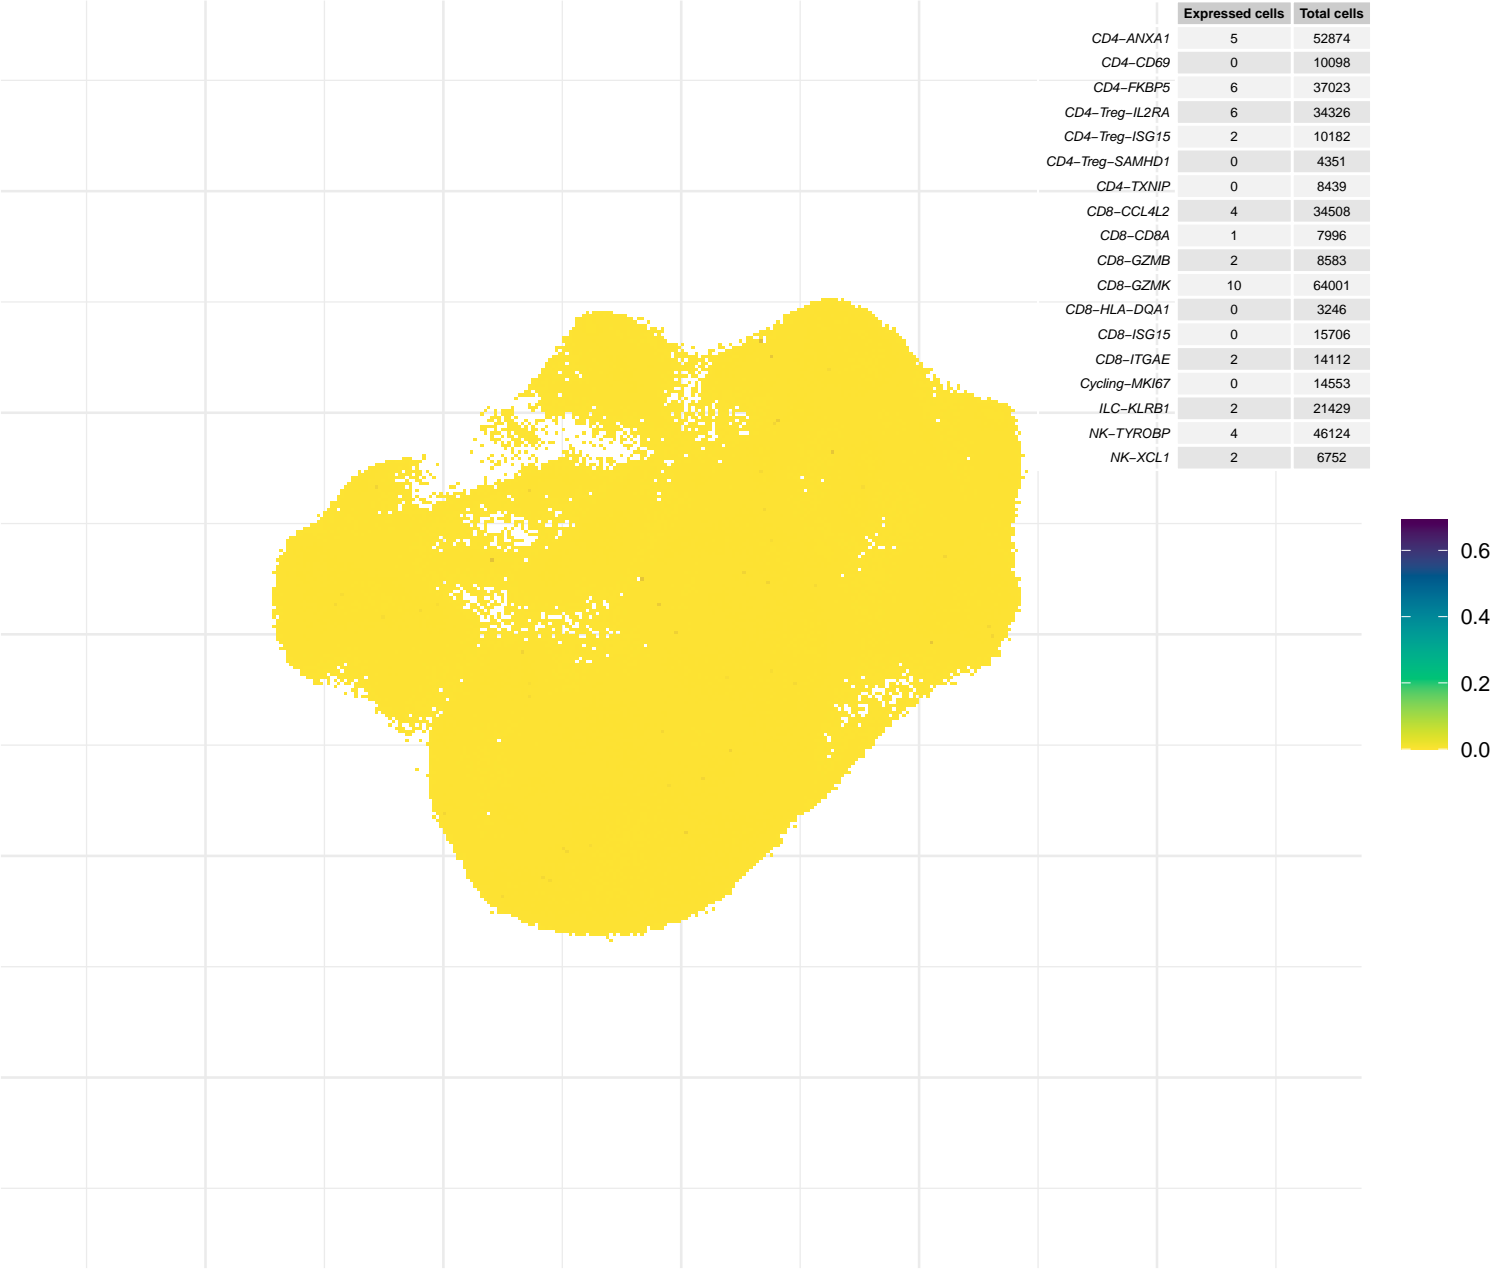 Expressed cells Total cells
CD4−ANXA1 5 52874
CD4−CD69 0 10098
CD4−FKBP5 6 37023
CD4−Treg−IL2RA 6 34326
CD4−Treg−ISG15 2 10182
CD4−Treg−SAMHD1 0 4351
CD4−TXNIP 0 8439
CD8−CCL4L2 4 34508
CD8−CD8A 1 7996
CD8−GZMB 2 8583
CD8−GZMK 10 64001
CD8−HLA−DQA1 0 3246
CD8−ISG15 0 15706
CD8−ITGAE 2 14112
Cycling−MKI67 0 14553
ILC−KLRB1 2 21429
NK−TYROBP 4 46124
NK−XCL1 2 6752
0.6
0.4
0.2
0.0